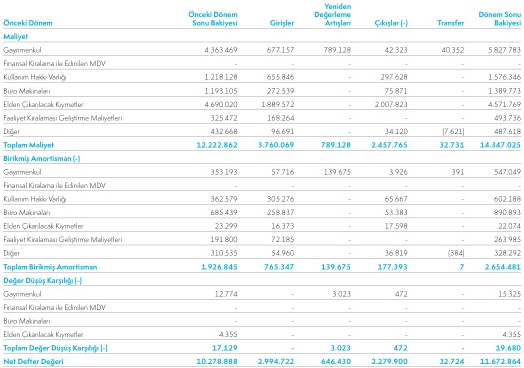 Önceki Dönem Önceki Dönem Sonu Bakiyesi Girişler Yeniden Değerleme Artışları Çıkışlar (-) Transfer Dönem Sonu Bakiyesi
Maliyet
Gayrimenkul 4.363.469 677.157 789.128 42.323 40.352 5.827.783
Finansal Kiralama ile Edinilen MDV - - - - - -
Kullanım Hakkı Varlığı 1.218.128 655.846 - 297.628 - 1.576.346
Büro Makinaları 1.193.105 272.539 - 75.871 - 1.389.773
Elden Çıkarılacak Kıymetler 4.690.020 1.889.572 - 2.007.823 - 4.571.769
Faaliyet Kiralaması Geliştirme Maliyetleri 325.472 168.264 - - - 493.736
Diğer 432.668 96.691 - 34.120 (7.621) 487.618
Toplam Maliyet 12.222.862 3.760.069 789.128 2.457.765 32.731 14.347.025
Birikmiş Amortisman (-)
Gayrimenkul 353.193 57.716 139.675 3.926 391 547.049
Finansal Kiralama ile Edinilen MDV - - - - - -
Kullanım Hakkı Varlığı 362.579 305.276 - 65.667 - 602.188
Büro Makinaları 685.439 258.837 - 53.383 - 890.893
Elden Çıkarılacak Kıymetler 23.299 16.373 - 17.598 - 22.074
Faaliyet Kiralaması Geliştirme Maliyetleri 191.800 72.185 - - - 263.985
Diğer 310.535 54.960 - 36.819 (384) 328.292
Toplam Birikmiş Amortisman 1.926.845 765.347 139.675 177.393 7 2.654.481
Değer Düşüş Karşılığı (-)
Gayrimenkul 12.774 - 3.023 472 - 15.325
Finansal Kiralama ile Edinilen MDV - - - - - -
Büro Makinaları - - - - - -
Elden Çıkarılacak Kıymetler 4.355 - - - - 4.355
Toplam Değer Düşüş Karşılığı (-) 17.129 - 3.023 472 - 19.680
Net Defter Değeri 10.278.888 2.994.722 646.430 2.279.900 32.724 11.672.864